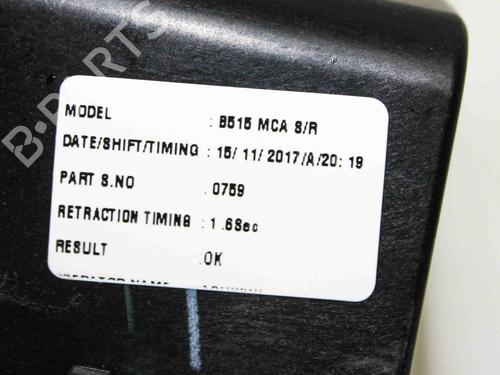 MODEL : B515 MCA S/R
DATE/SHIFT/TIMING : 15/ 11/ 2017/A/20: 19
PART S.NO : 0759
RETRACTION TIMING : 1.6Sec
RESULT :OK
B-PARTS